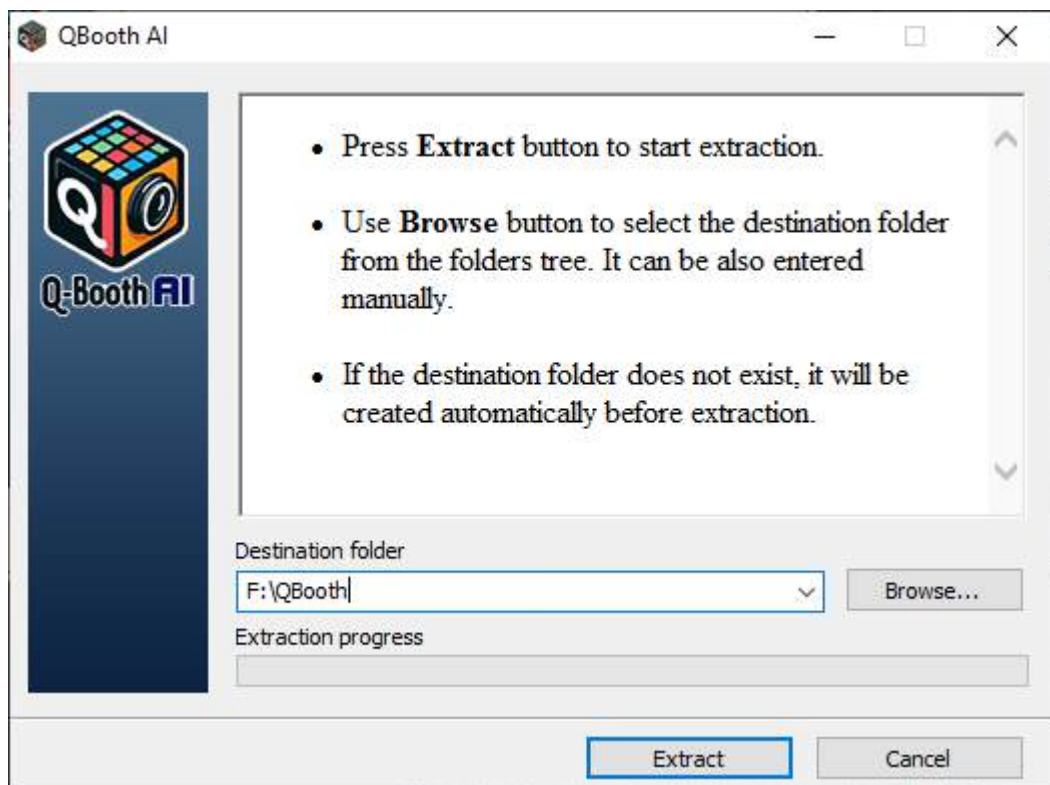 QBooth AI
Q
Q-Booth AI
• Press Extract button to start extraction.
• Use Browse button to select the destination folder
from the folders tree. It can be also entered
manually.
• If the destination folder does not exist, it will be
created automatically before extraction.
Destination folder
F:\QBooth
Browse...
Extraction progress
Extract
Cancel